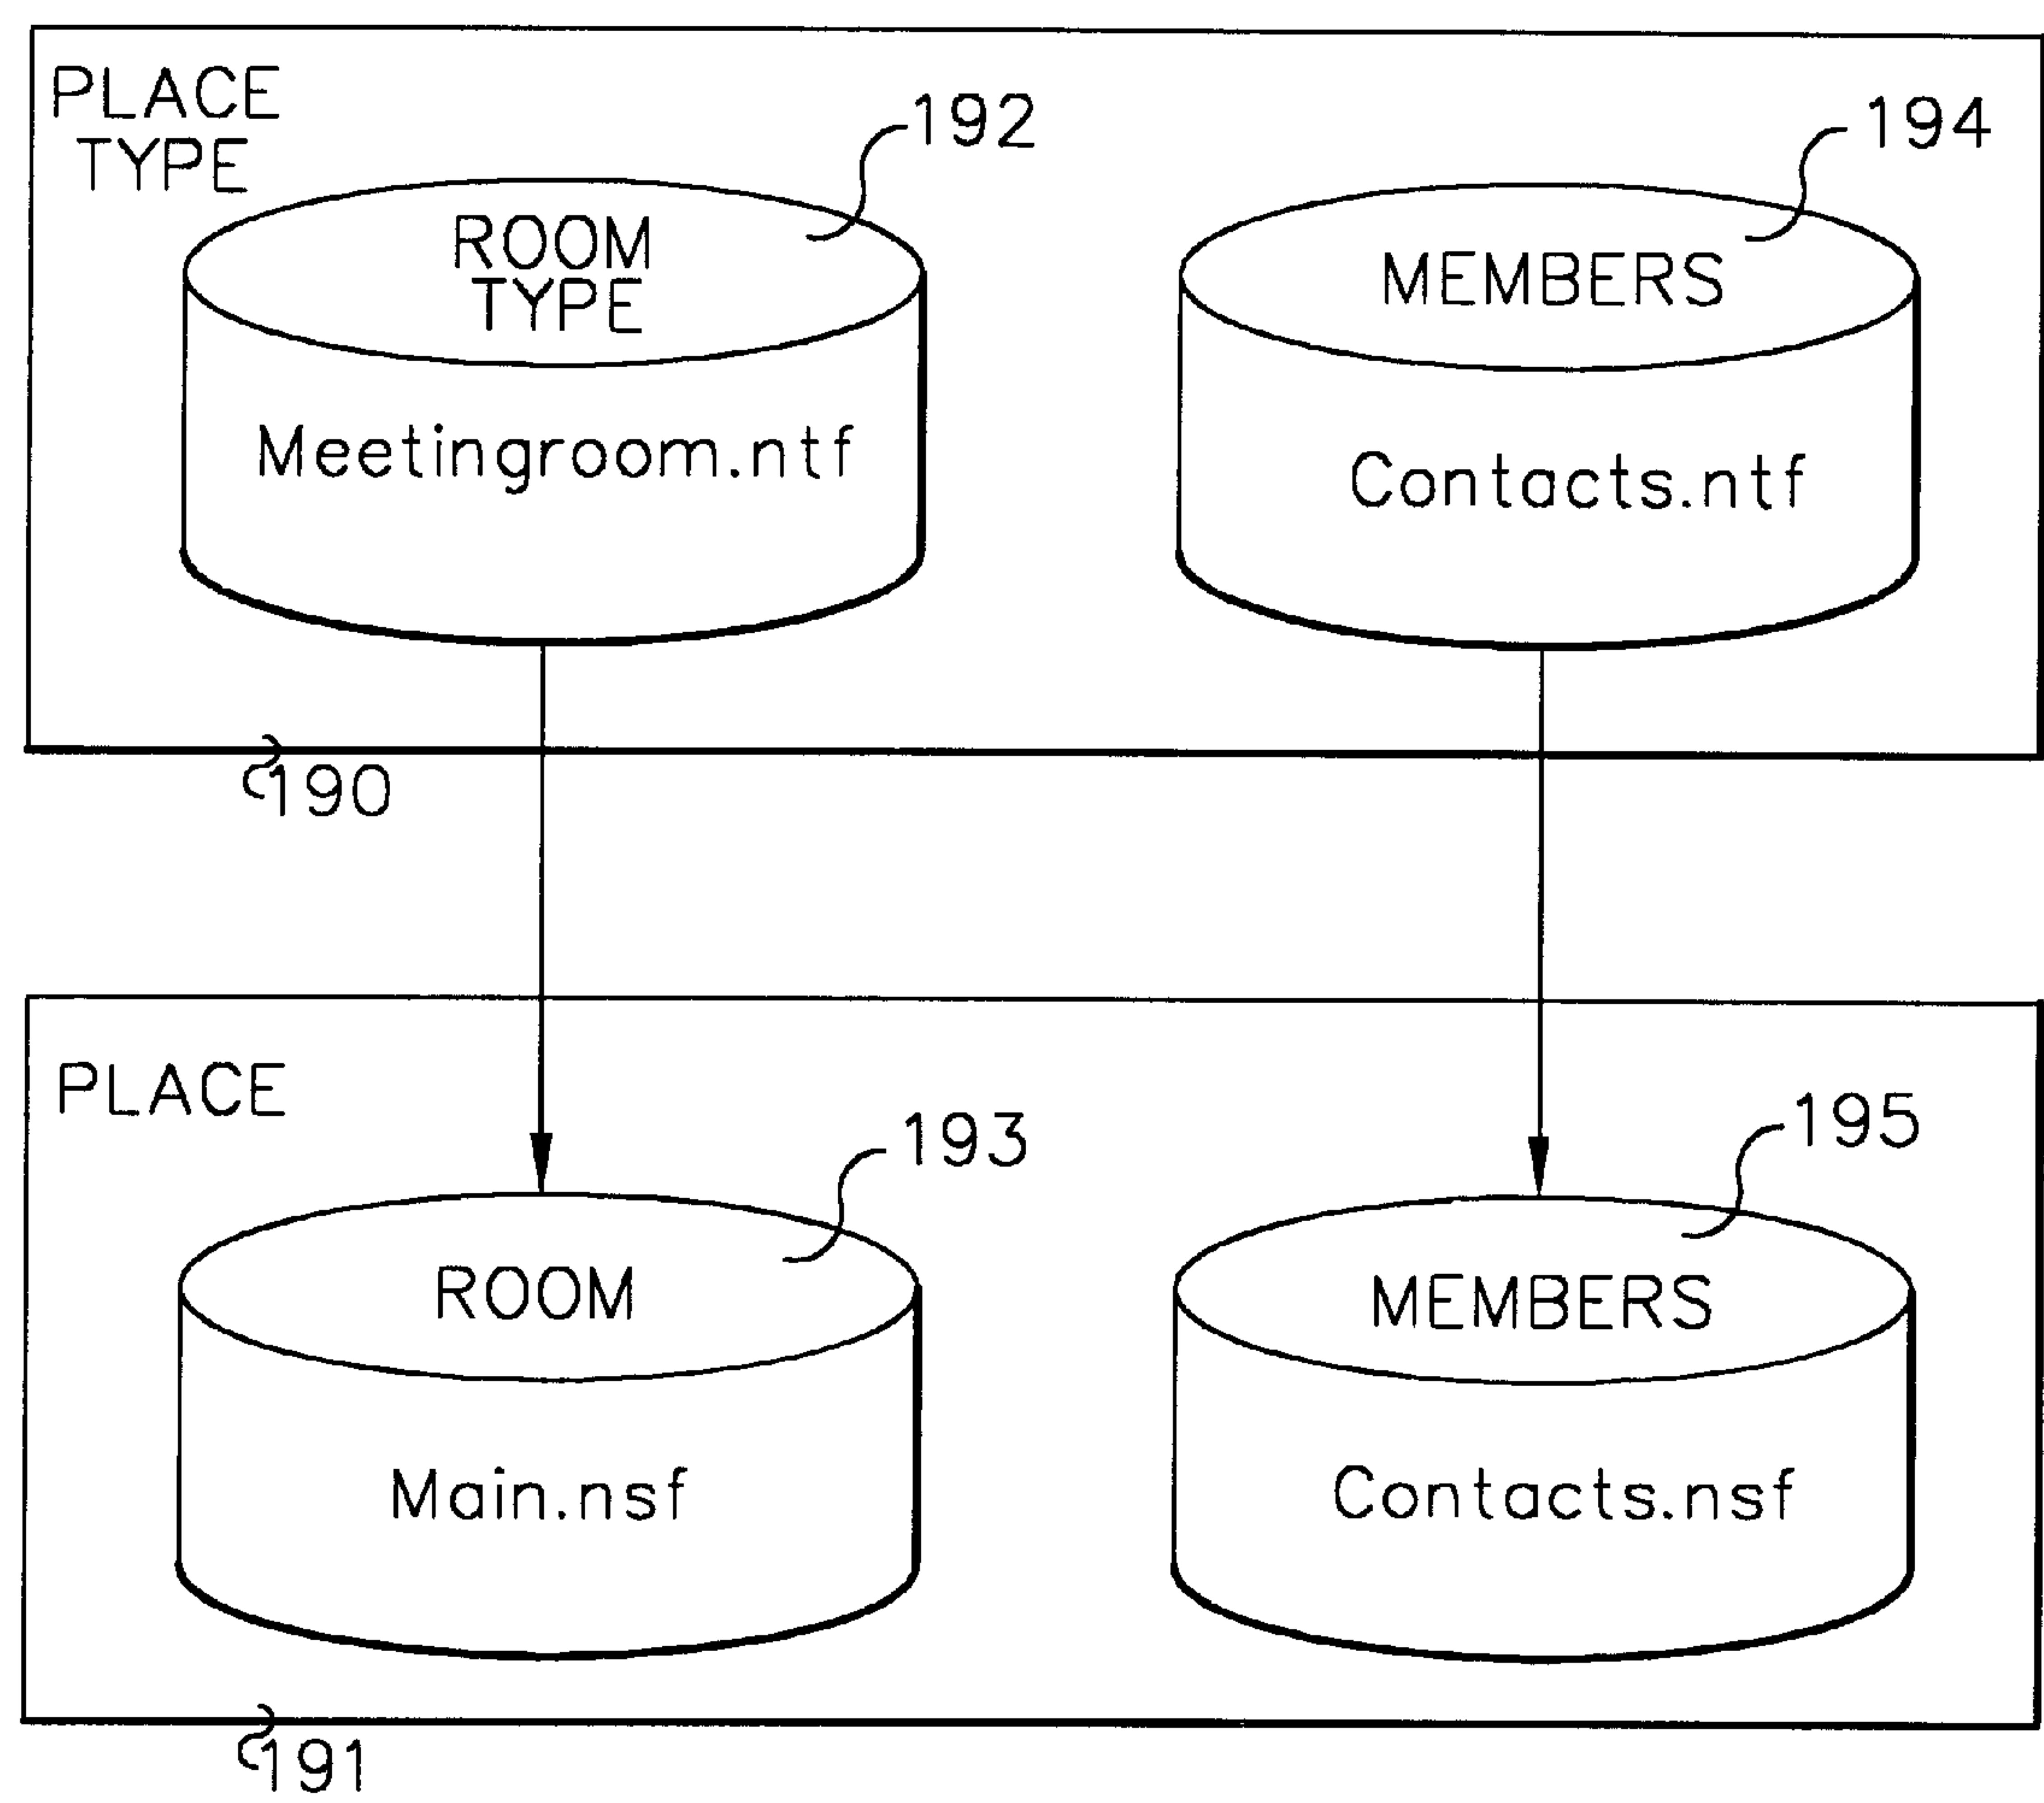 PLACE
TYPE
192
194
ROOM
TYPE
MEMBERS
Meetingroom.ntf
Contacts.ntf
190
PLACE
193
195
ROOM
MEMBERS
Main.nsf
Contacts.nsf
191